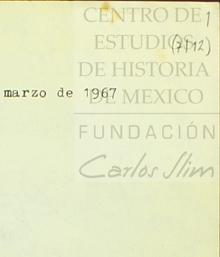 CENTRO DE 1
ESTUDIOS
(7112)
DE HISTORIA
marzo de 1967
DE MEXICO
FUNDACIÓN
Carlos Slim